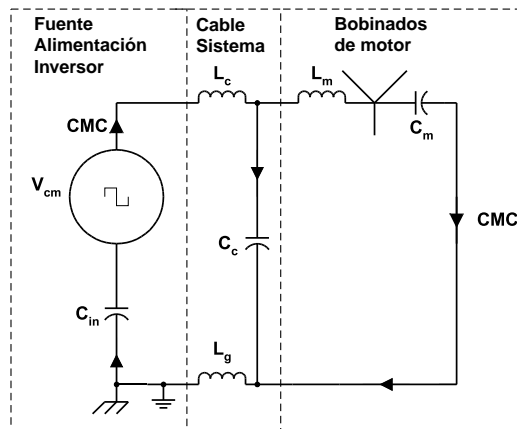 Fuente
Alimentación
Inversor
Cable
Sistema
Bobinados
de motor
Lc
Lm
CMC
Cm
Vcm
CMC
Cc
Cin
Lg